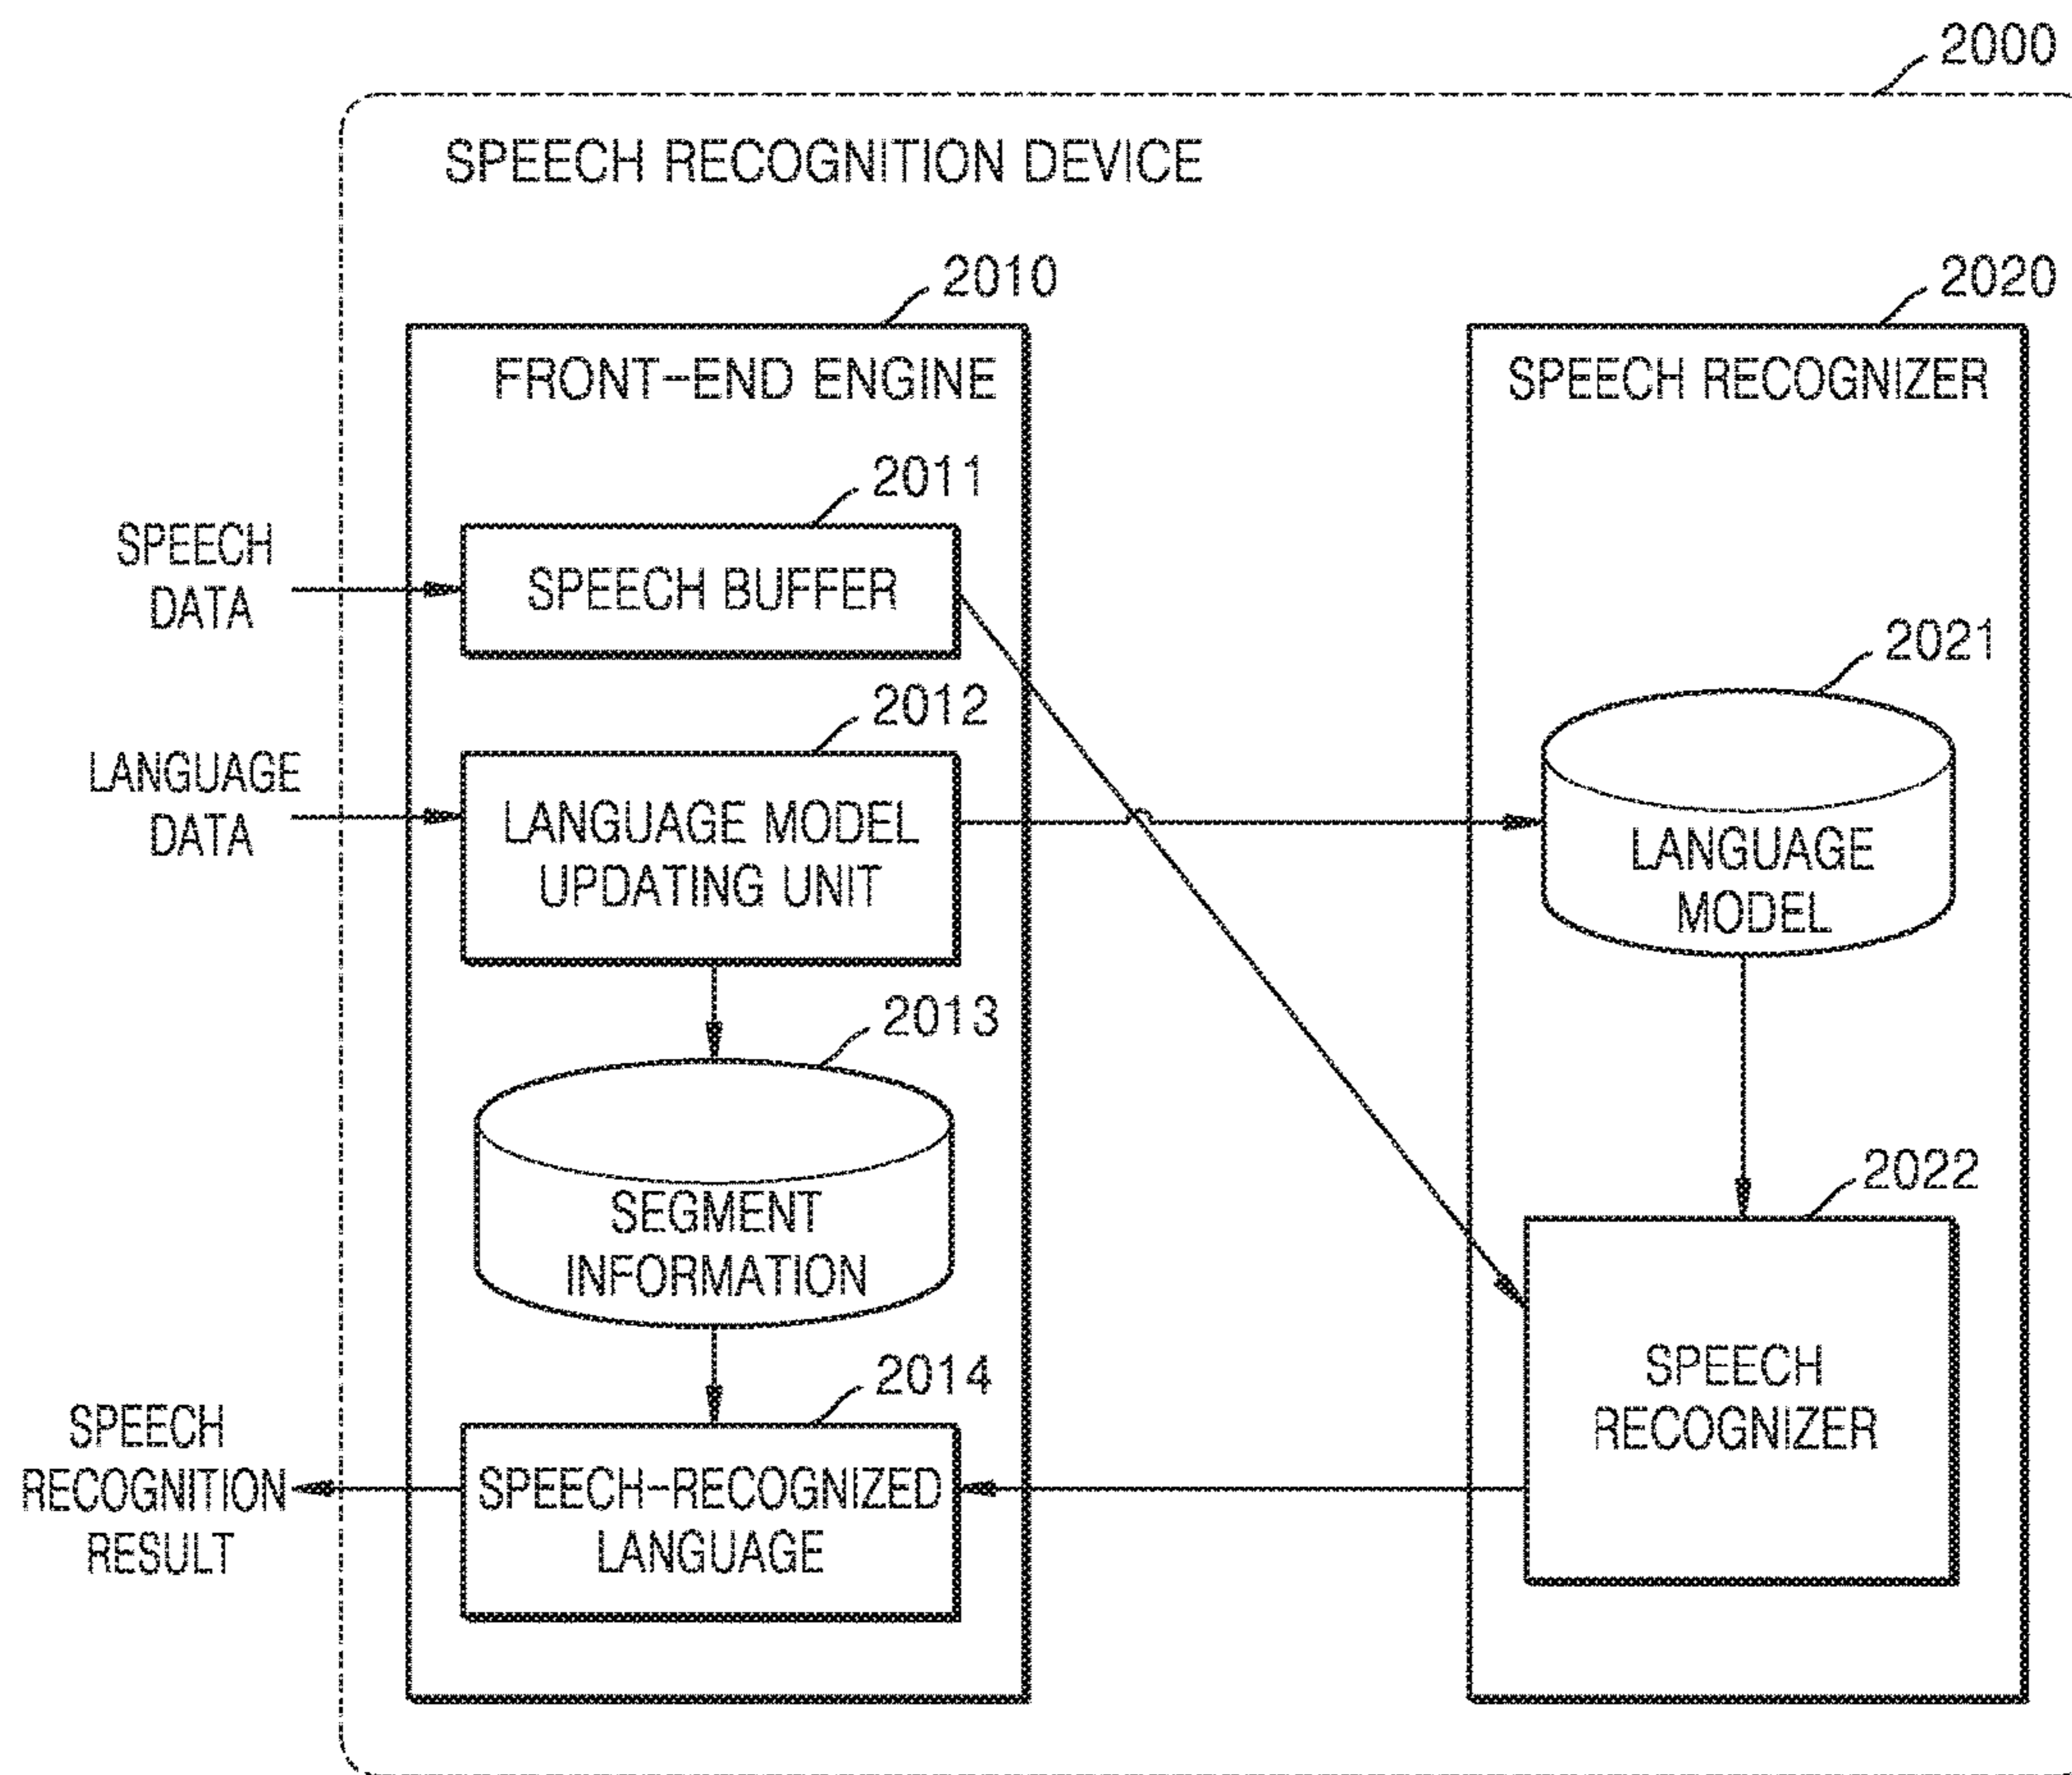 2000
SPEECH RECOGNITION DEVICE
2010
2020
FRONT-END ENGINE
SPEECH RECOGNIZER
2011
SPEECH
DATA
SPEECH BUFFER
2021
2012
LANGUAGE
DATA
LANGUAGE MODEL
UPDATING UNIT
LANGUAGE
MODEL
2013
SEGMENT
INFORMATION
2022
SPEECH
RECOGNIZER
2014
SPEECH
RECOGNITION
RESULT
SPEECH-RECOGNIZED
LANGUAGE